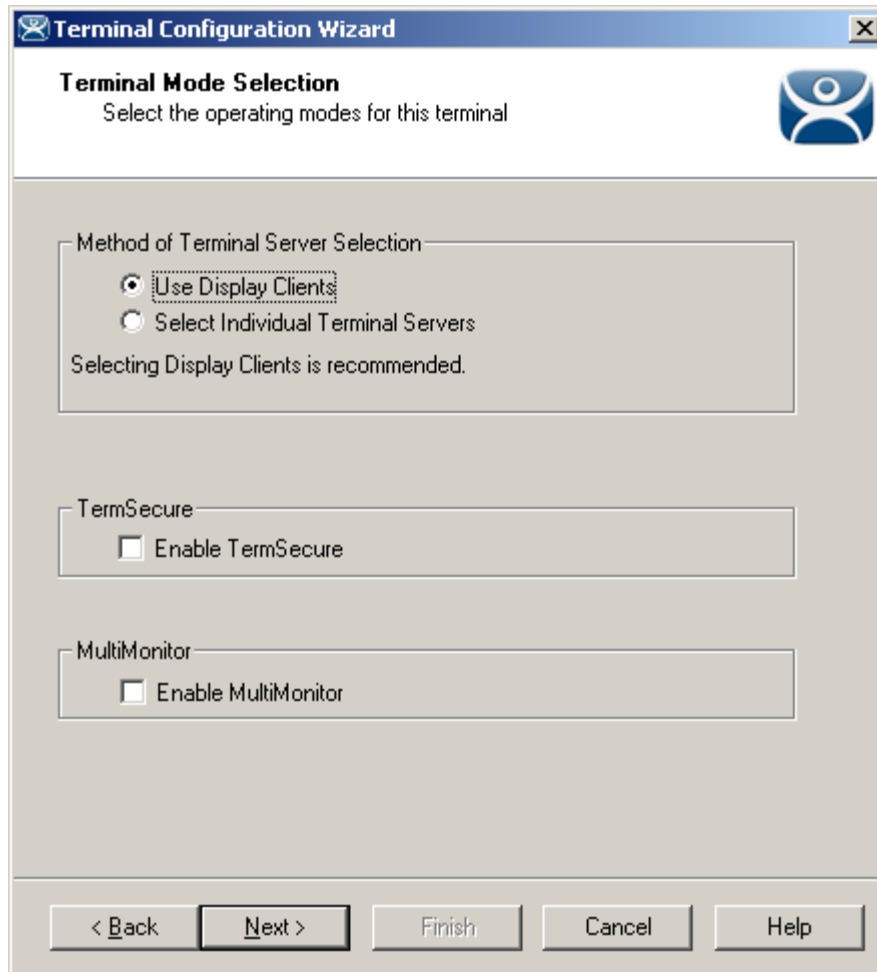 Terminal Configuration Wizard
Terminal Mode Selection
Select the operating modes for this terminal
Method of Terminal Server Selection
Use Display Clients
Select Individual Terminal Servers
Selecting Display Clients is recommended.
TermSecure
Enable TermSecure
MultiMonitor
Enable MultiMonitor
< Back Next > Finish Cancel Help